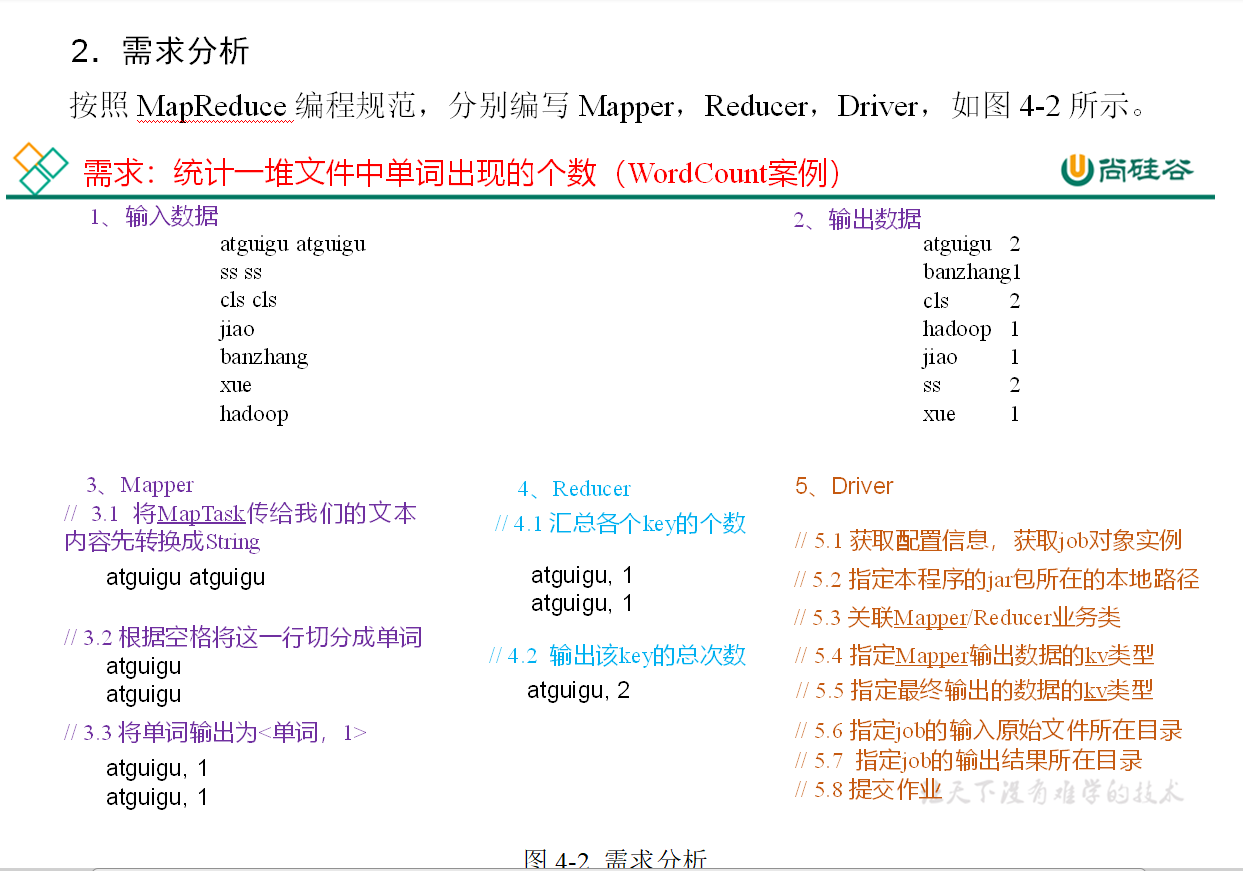 2．需求分析
按照 MapReduce 编程规范，分别编写 Mapper，Reducer，Driver，如图 4-2 所示。
需求：统计一堆文件中单词出现的个数（WordCount案例）
尚硅谷
1、输入数据
atguigu atguigu
ss ss
cls cls
jiao
banzhang
xue
hadoop
2、输出数据
atguigu 2
banzhang1
cls 2
hadoop 1
jiao 1
ss 2
xue 1
3、Mapper
// 3.1 将MapTask传给我们的文本
内容先转换成String
atguigu atguigu
// 3.2 根据空格将这一行切分成单词
atguigu
atguigu
// 3.3 将单词输出为<单词，1>
atguigu, 1
atguigu, 1
4、Reducer
// 4.1 汇总各个key的个数
atguigu, 1
atguigu, 1
// 4.2 输出该key的总次数
atguigu, 2
5、Driver
// 5.1 获取配置信息，获取job对象实例
// 5.2 指定本程序的jar包所在的本地路径
// 5.3 关联Mapper/Reducer业务类
// 5.4 指定Mapper输出数据的kv类型
// 5.5 指定最终输出的数据的kv类型
// 5.6 指定job的输入原始文件所在目录
// 5.7 指定job的输出结果所在目录
// 5.8 提交作业
天下没有难学的技术
图 4-2 需求分析